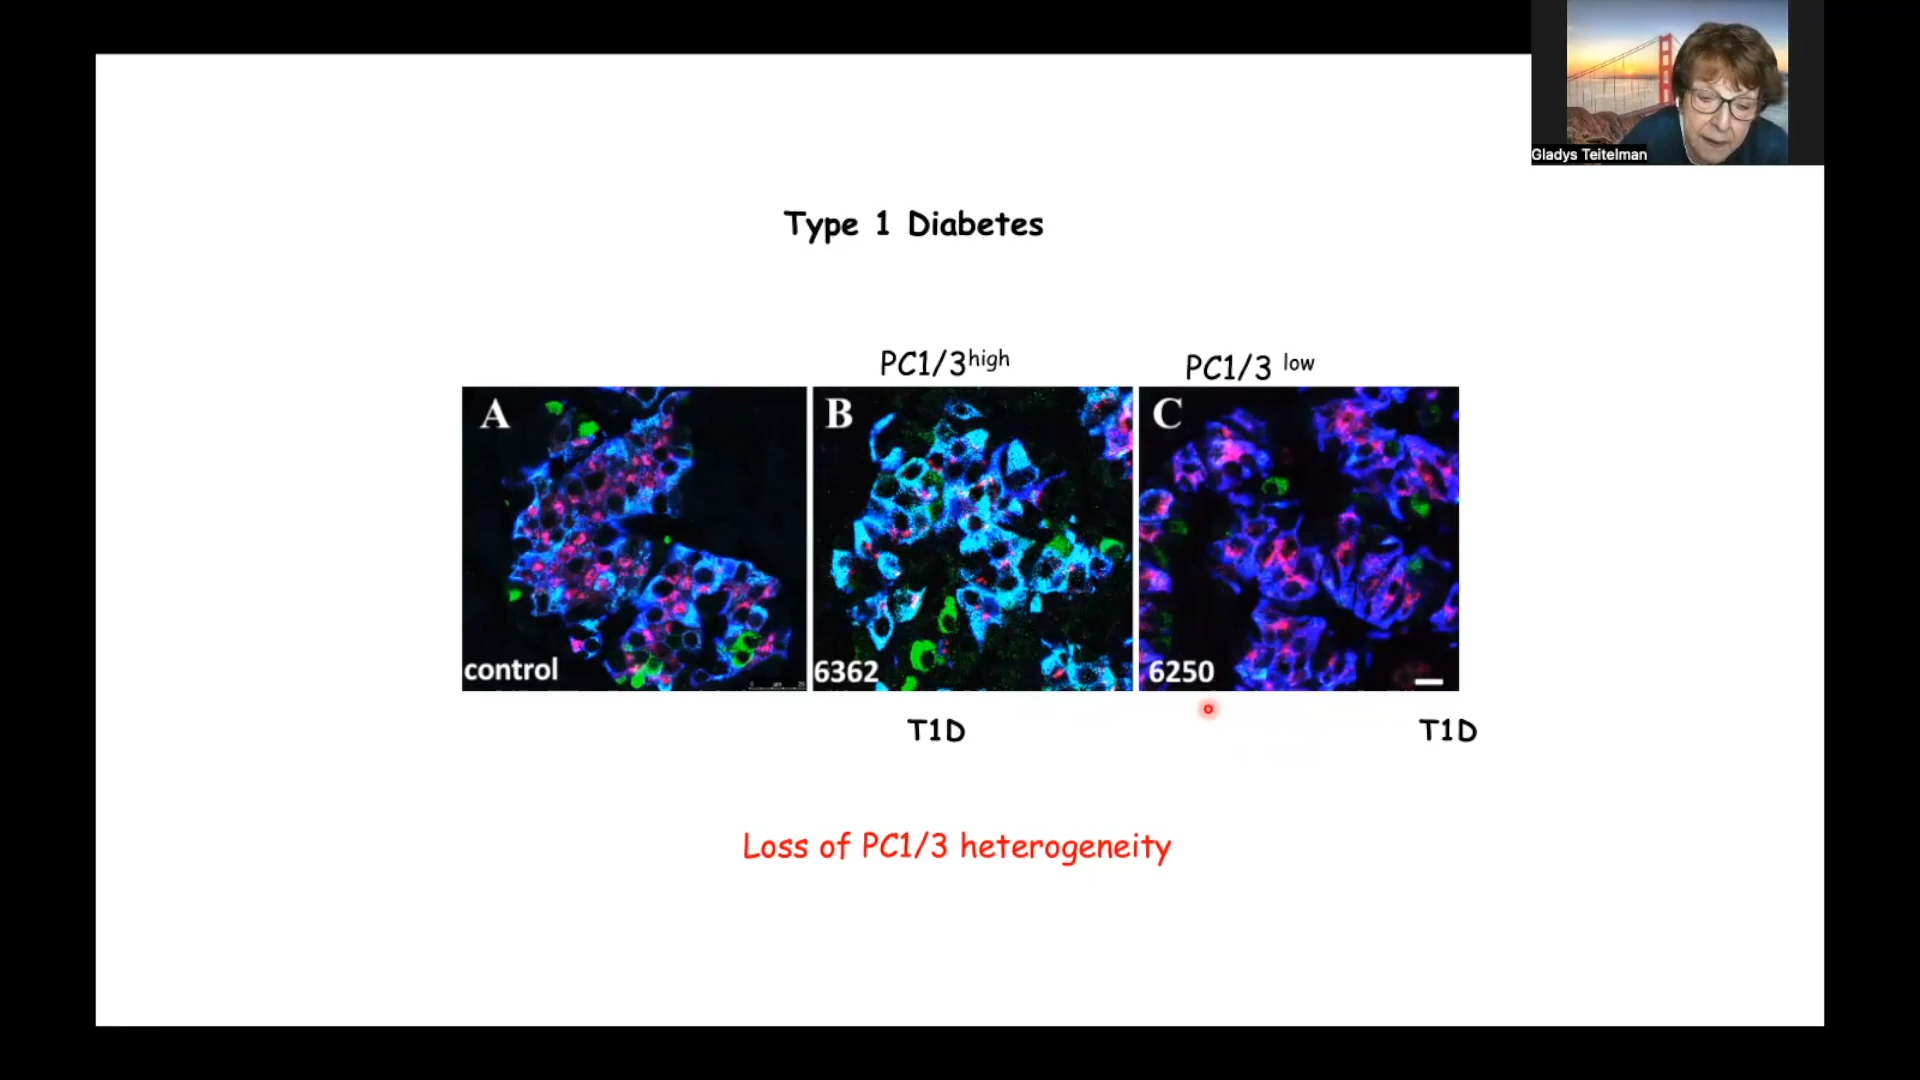 Gladys Teitelman
Type 1 Diabetes
PC1/3high
PC1/3 low
A
B
C
control
6362
6250
T1D
T1D
Loss of PC1/3 heterogeneity